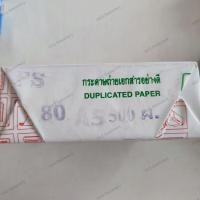 FS
กระดาษถ่ายเอกสารอย่างดี
DUPLICATED PAPER
80 A5 500 ผ.